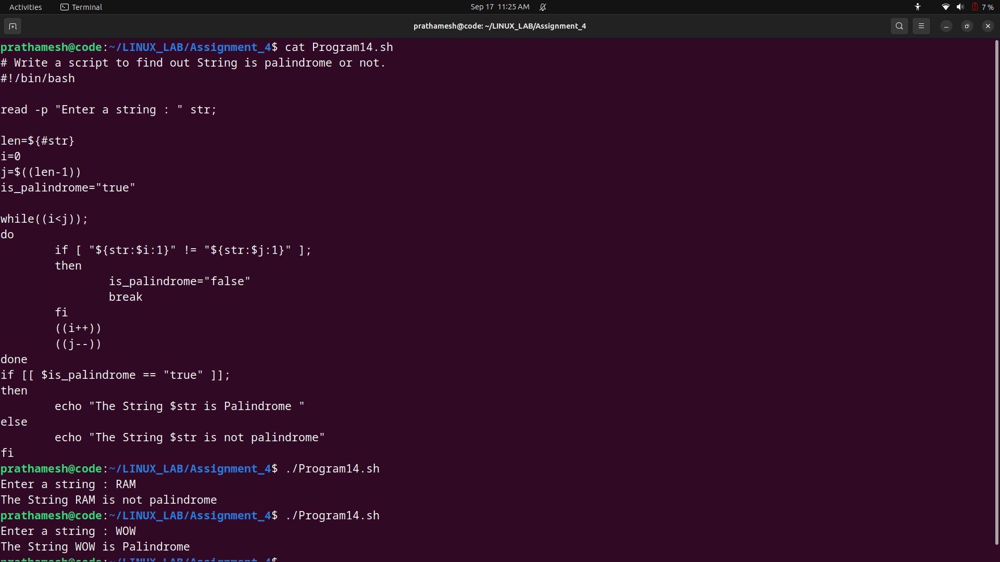 Activities Terminal Sep 17 11:25 AM 7 %
prathamesh@code: ~/LINUX_LAB/Assignment_4
prathamesh@code:~/LINUX_LAB/Assignment_4$ cat Program14.sh
# Write a script to find out String is palindrome or not.
#!/bin/bash

read -p "Enter a string : " str;

len=${#str}
i=0
j=$((len-1))
is_palindrome="true"

while((i<j));
do
        if [ "${str:$i:1}" != "${str:$j:1}" ];
        then
                is_palindrome="false"
                break
        fi
        ((i++))
        ((j--))
done
if [[ $is_palindrome == "true" ]];
then
        echo "The String $str is Palindrome "
else
        echo "The String $str is not palindrome"
fi
prathamesh@code:~/LINUX_LAB/Assignment_4$ ./Program14.sh
Enter a string : RAM
The String RAM is not palindrome
prathamesh@code:~/LINUX_LAB/Assignment_4$ ./Program14.sh
Enter a string : WOW
The String WOW is Palindrome
prathamesh@code:~/LINUX_LAB/Assignment_4$